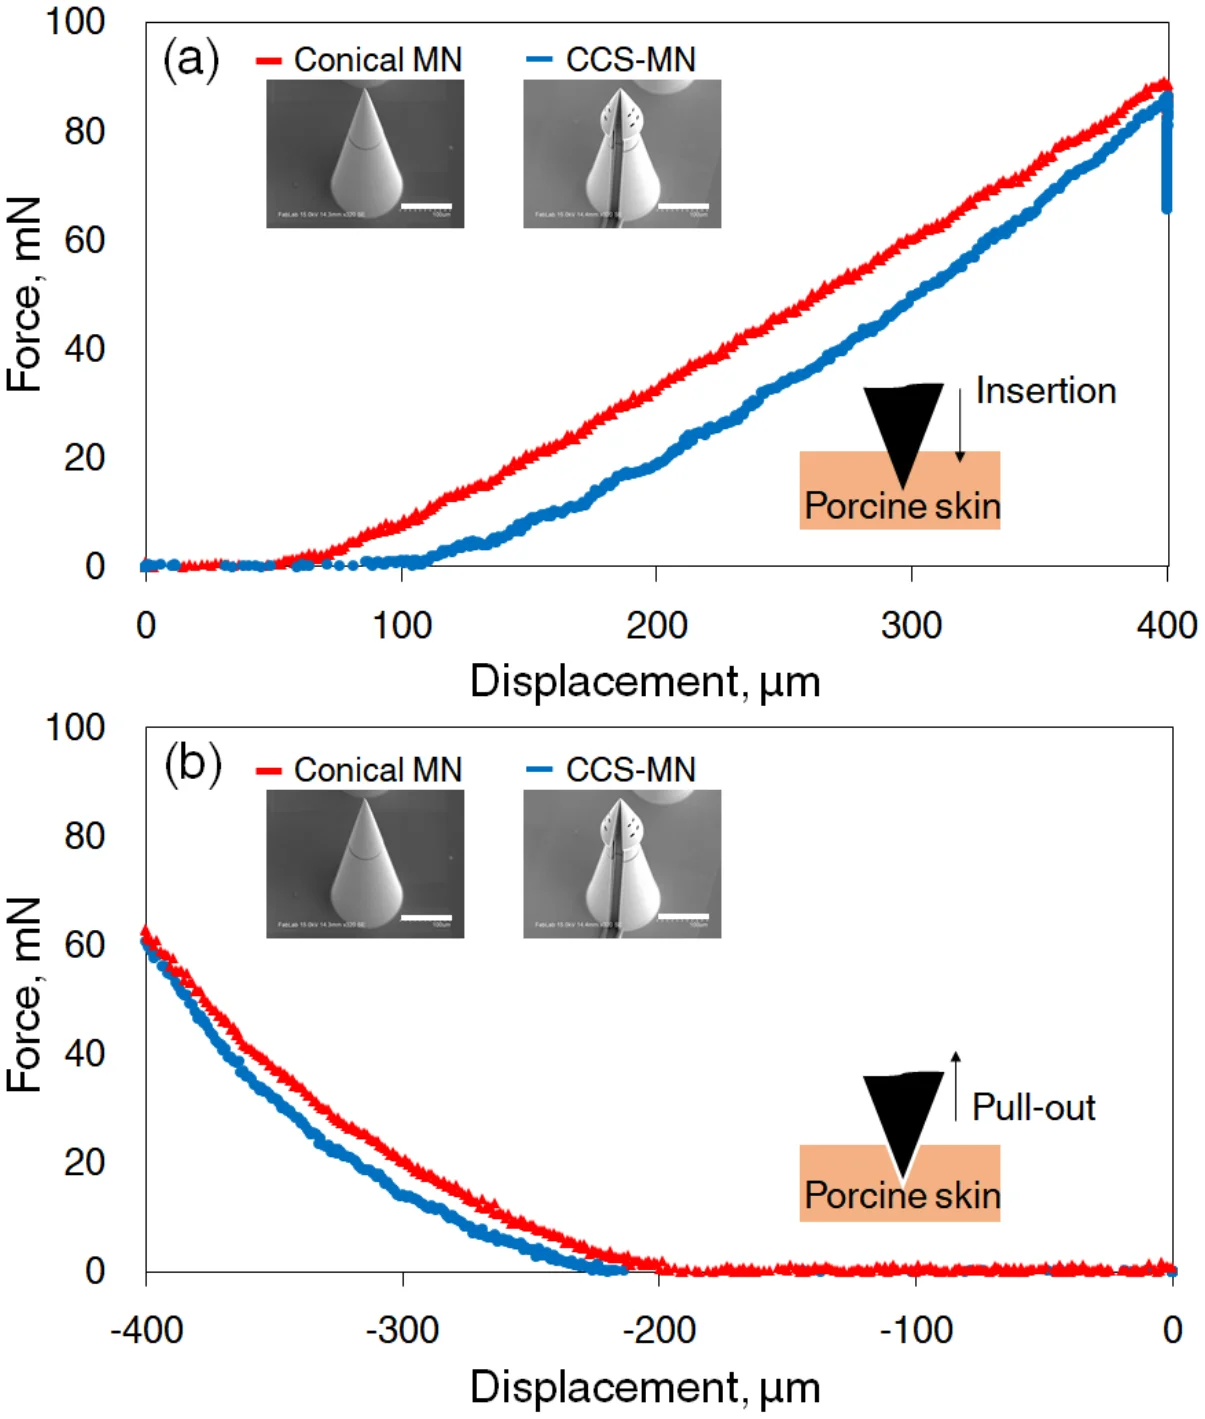 100
(a)
Conical MN
CCS-MN
80
60
40
20
0
Force, mN
Insertion
Porcine skin
0
100
200
300
400
Displacement, µm
100
(b)
Conical MN
CCS-MN
80
60
40
20
0
Force, mN
Pull-out
Porcine skin
-400
-300
-200
-100
0
Displacement, µm